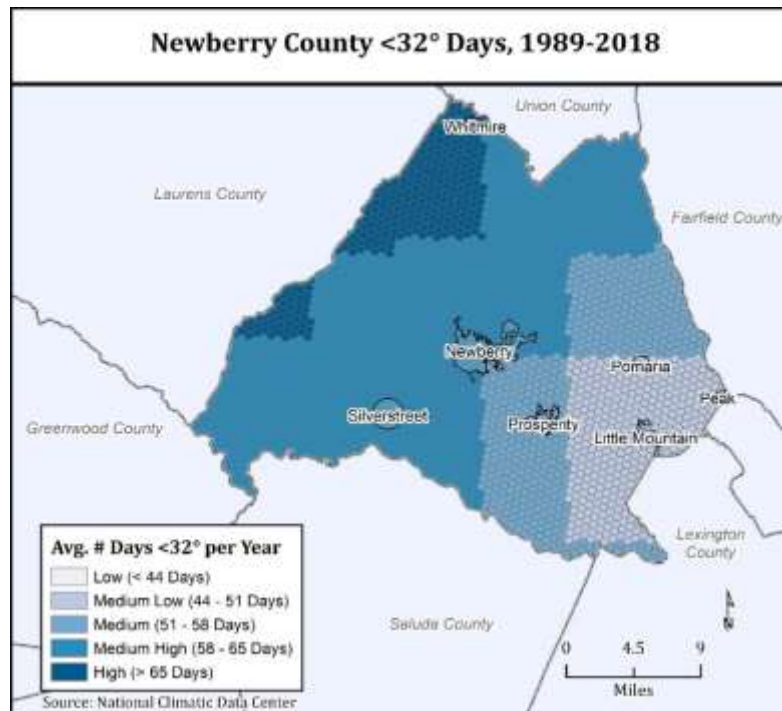 Newberry County <32° Days, 1989-2018
Union County
Whitmire
Laurens County
Fairfield County
Newberry
Pomaria
Peak
Silverstreet
Prosperity
Greenwood County
Little Mountain
Lexington
County
Avg. # Days <32° per Year
Low (< 44 Days)
Medium Low (44 - 51 Days)
Medium (51 - 58 Days)
Medium High (58 - 65 Days)
High (> 65 Days)
Saluda County
N
0 4.5 9
Miles
Source: National Climatic Data Center